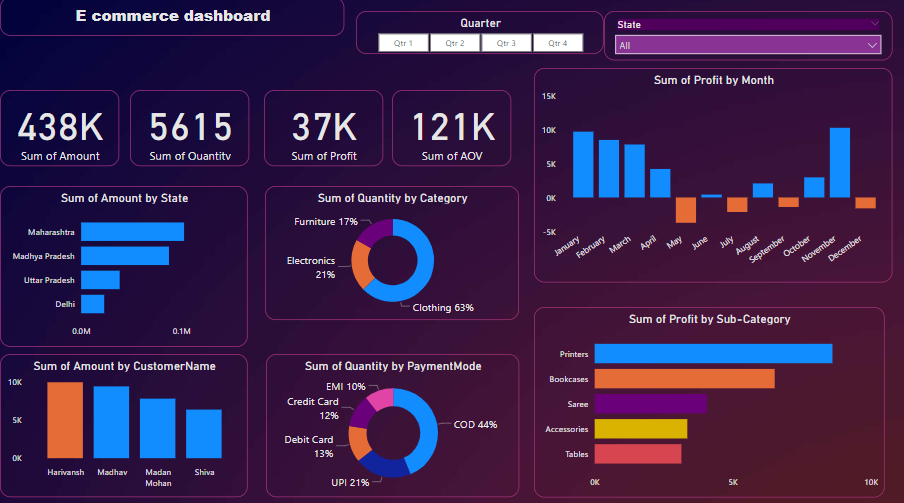 E commerce dashboard
Quarter
Qtr 1
Qtr 2
Qtr 3
Qtr 4
State
All
438K
Sum of Amount
5615
Sum of Quantity
37K
Sum of Profit
121K
Sum of AOV
Sum of Profit by Month
15K
10K
5K
0K
-5K
January
February
March
April
May
June
July
August
September
October
November
December
Sum of Amount by State
Maharashtra
Madhya Pradesh
Uttar Pradesh
Delhi
0.0M
0.1M
Sum of Quantity by Category
Furniture 17%
Electronics
21%
Clothing 63%
Sum of Amount by CustomerName
10K
5K
0K
Harivansh
Madhav
Madan
Mohan
Shiva
Sum of Quantity by PaymentMode
EMI 10%
Credit Card
12%
COD 44%
Debit Card
13%
UPI 21%
Sum of Profit by Sub-Category
Printers
Bookcases
Saree
Accessories
Tables
0K
5K
10K